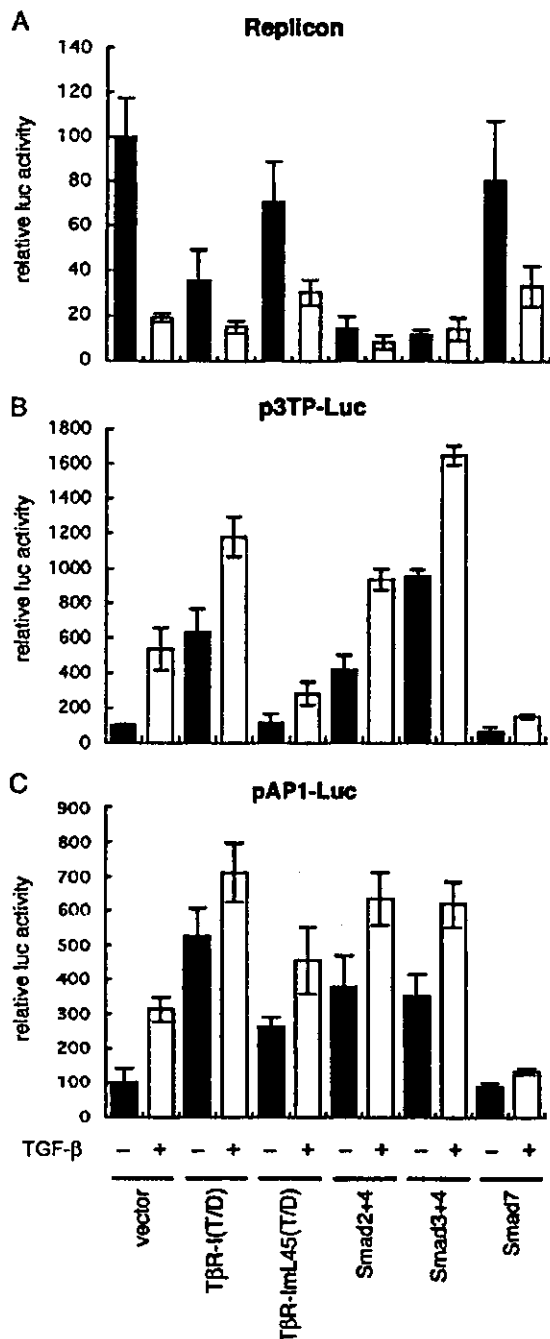 A
Replicon
140
120
100
80
60
40
20
0
relative luc activity
B
p3TP-Luc
1800
1600
1400
1200
1000
800
600
400
200
0
relative luc activity
C
pAP1-Luc
900
800
700
600
500
400
300
200
100
0
relative luc activity
TGF-β − + − + − + − + − + − +
vector
TβR-I(T/D)
TβR-ImL45(T/D)
Smad2+4
Smad3+4
Smad7